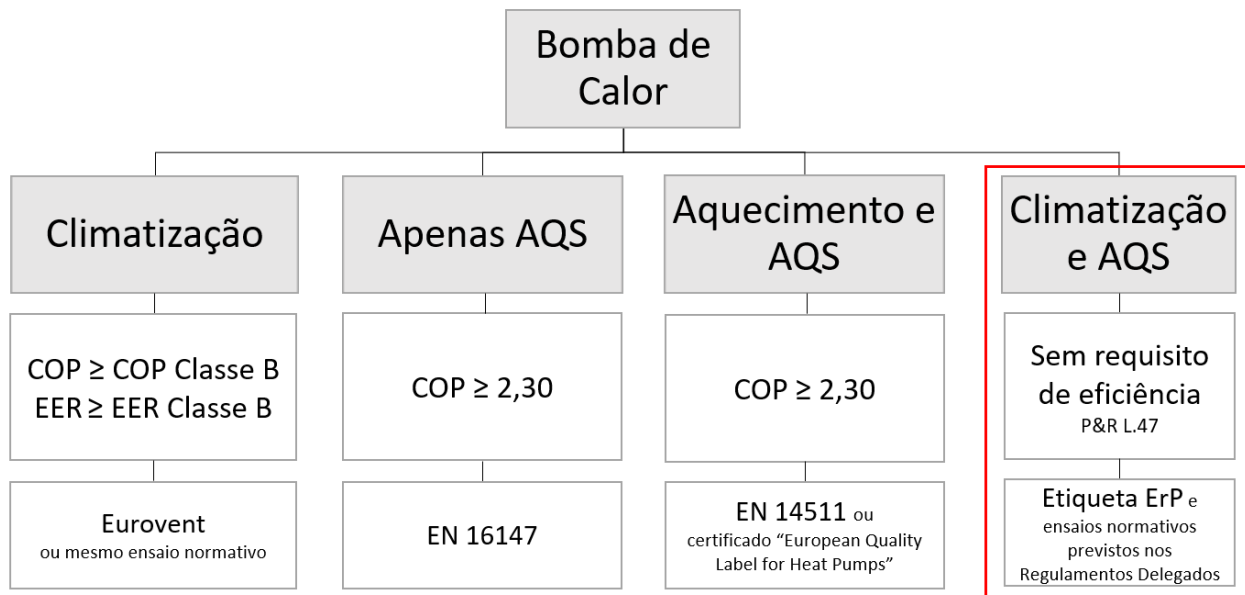 Bomba de
Calor
Climatização
Apenas AQS
Aquecimento e
AQS
Climatização
e AQS
COP ≥ COP Classe B
EER ≥ EER Classe B
COP ≥ 2,30
COP ≥ 2,30
Sem requisito
de eficiência
P&R L.47
Eurovent
ou mesmo ensaio normativo
EN 16147
EN 14511 ou
certificado “European Quality
Label for Heat Pumps”
Etiqueta ErP e
ensaios normativos
previstos nos
Regulamentos Delegados